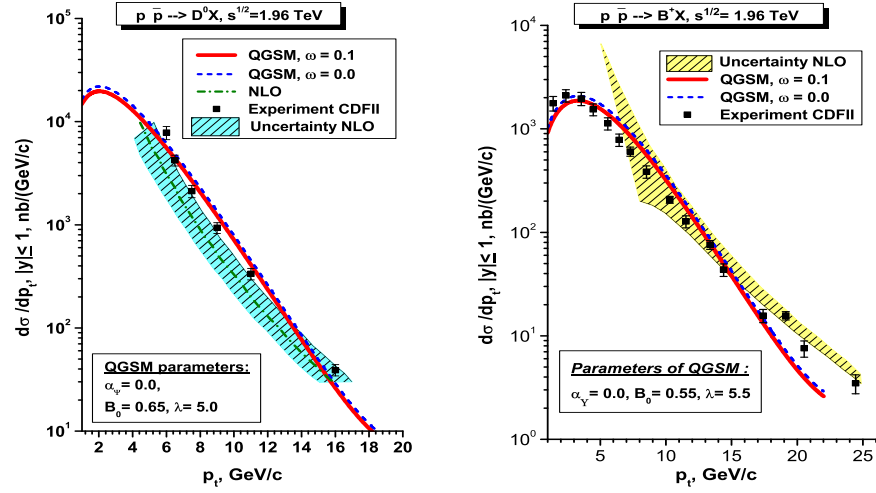 p p̅ --> D⁰X, s^1/2=1.96 TeV
QGSM, ω = 0.1
QGSM, ω = 0.0
NLO
Experiment CDFII
Uncertainty NLO
dσ/dpₜ, |y|≤ 1, nb/(GeV/c)
10⁵
10⁴
10³
10²
10¹
QGSM parameters:
α_Ψ= 0.0,
B₀= 0.65, λ= 5.0
2 4 6 8 10 12 14 16 18 20
pₜ, GeV/c
p p̅ --> B⁺X, s^1/2= 1.96 TeV
Uncertainty NLO
QGSM, ω = 0.1
QGSM, ω = 0.0
Experiment CDFII
dσ/dpₜ, |y|≤ 1, nb/(GeV/c)
10⁴
10³
10²
10¹
10⁰
Parameters of QGSM :
α_Υ= 0.0, B₀= 0.55, λ= 5.5
5 10 15 20 25
pₜ, GeV/c